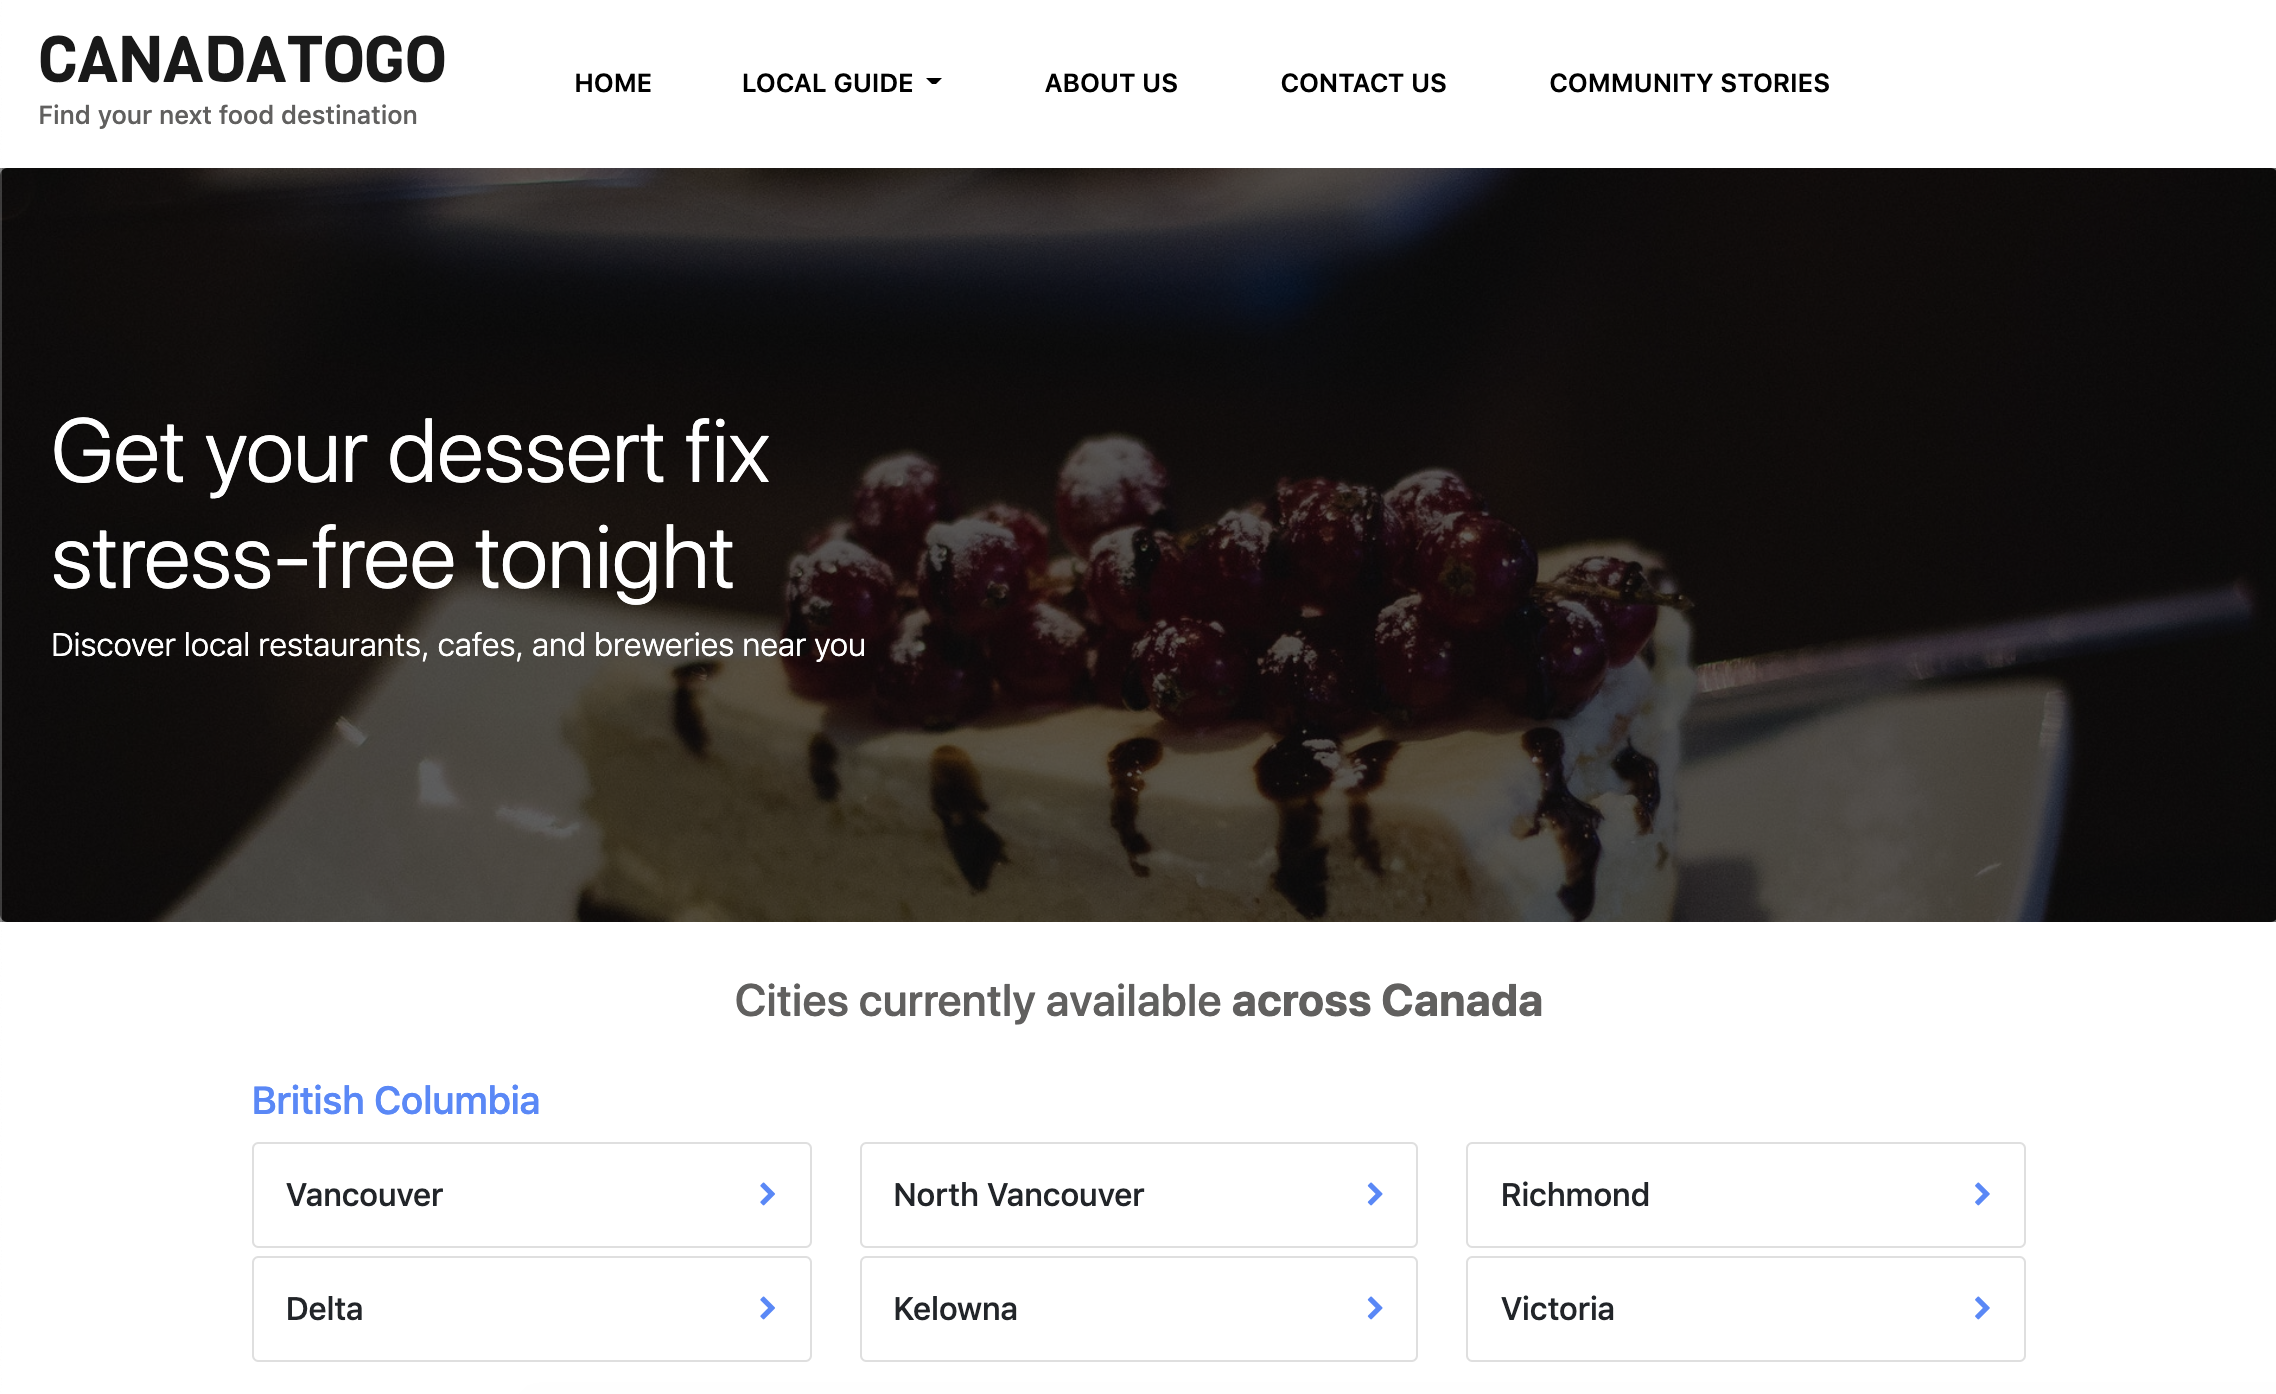 CANADATOGO
Find your next food destination
HOME
LOCAL GUIDE
ABOUT US
CONTACT US
COMMUNITY STORIES
Get your dessert fix
stress-free tonight
Discover local restaurants, cafes, and breweries near you
Cities currently available across Canada
British Columbia
Vancouver
North Vancouver
Richmond
Delta
Kelowna
Victoria